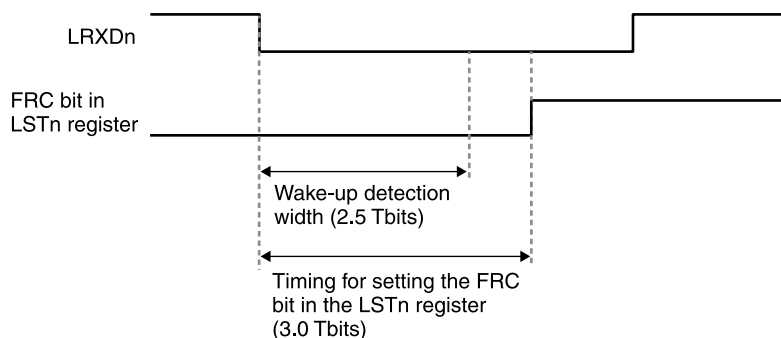 LRXDn
FRC bit in
LSTn register
Wake-up detection
width (2.5 Tbits)
Timing for setting the FRC
bit in the LSTn register
(3.0 Tbits)